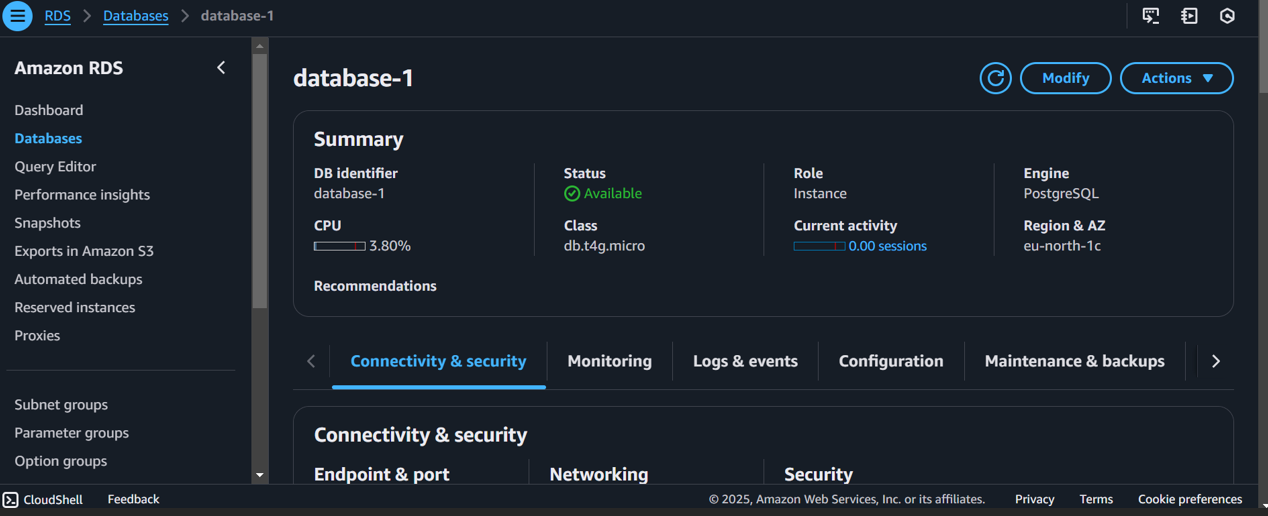 RDS > Databases > database-1
Amazon RDS
Dashboard
Databases
Query Editor
Performance insights
Snapshots
Exports in Amazon S3
Automated backups
Reserved instances
Proxies
Subnet groups
Parameter groups
Option groups
database-1
Modify
Actions
Summary
DB identifier
database-1
Status
Available
Role
Instance
Engine
PostgreSQL
CPU
3.80%
Class
db.t4g.micro
Current activity
0.00 sessions
Region & AZ
eu-north-1c
Recommendations
Connectivity & security
Monitoring
Logs & events
Configuration
Maintenance & backups
Connectivity & security
Endpoint & port
Networking
Security
CloudShell
Feedback
© 2025, Amazon Web Services, Inc. or its affiliates.
Privacy
Terms
Cookie preferences